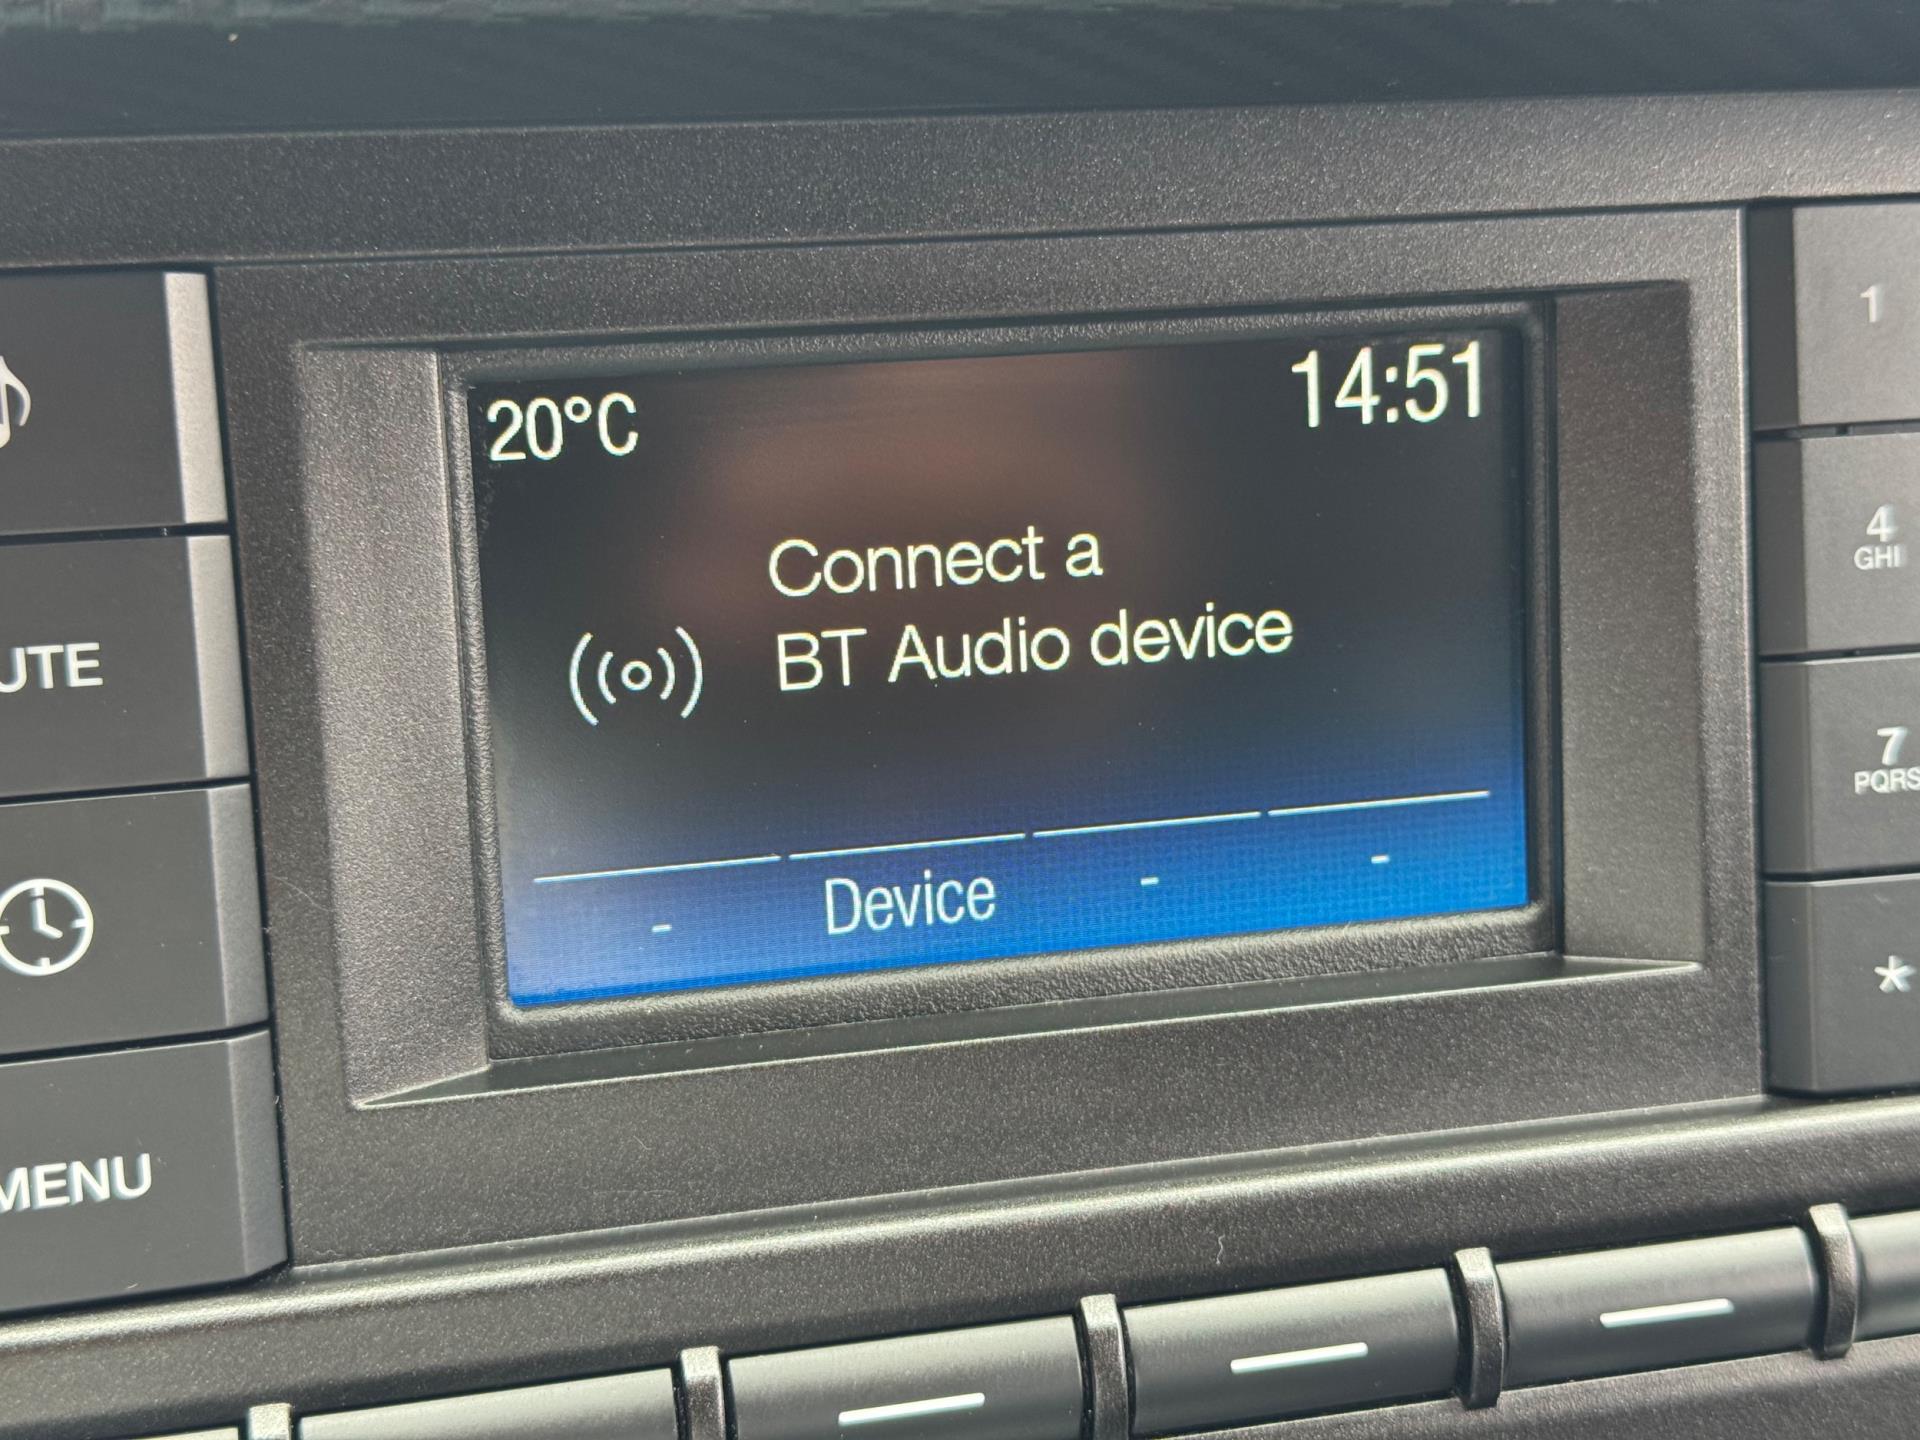 20°C
14:51
Connect a
BT Audio device
-
Device
-
-
UTE
MENU
1
4
GHI
7
PQRS
*